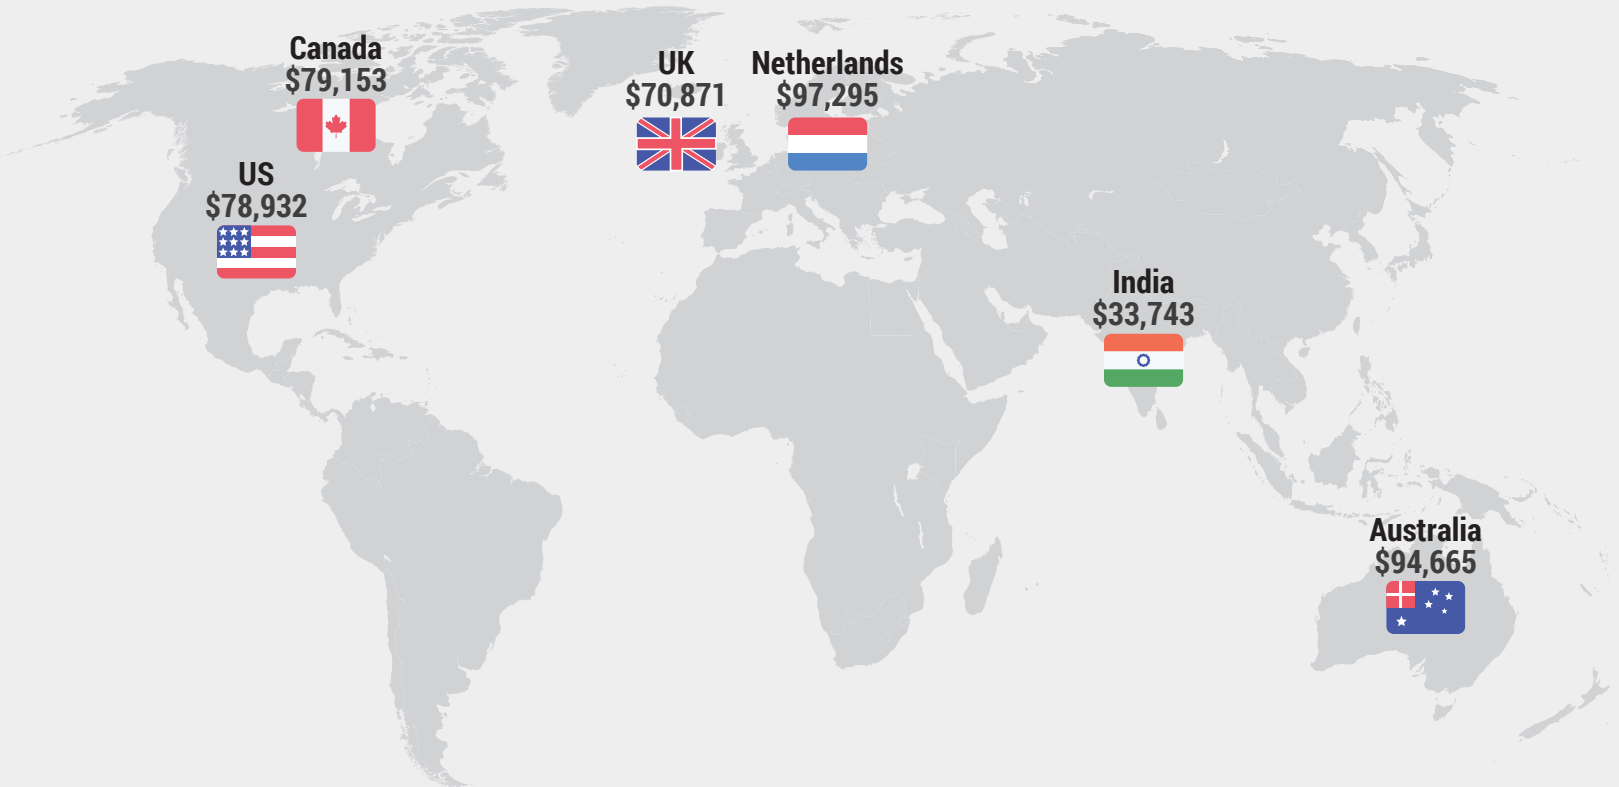 Canada
$79,153
US
$78,932
UK
$70,871
Netherlands
$97,295
India
$33,743
Australia
$94,665